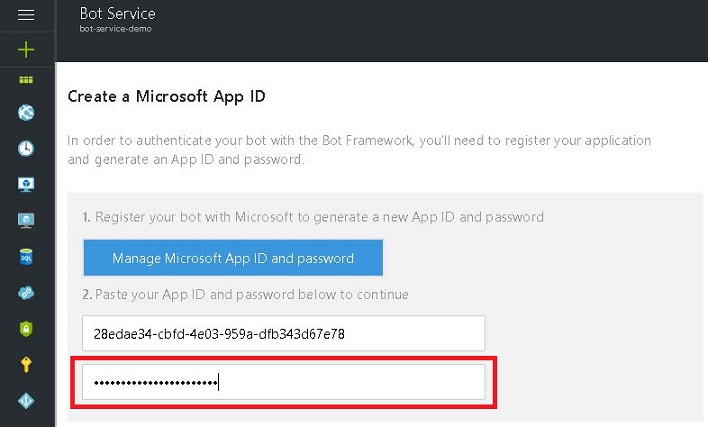 Bot Service
bot-service-demo
Create a Microsoft App ID
In order to authenticate your bot with the Bot Framework, you'll need to register your application
and generate an App ID and password.
1. Register your bot with Microsoft to generate a new App ID and password
Manage Microsoft App ID and password
2. Paste your App ID and password below to continue
28edae34-cbfd-4e03-959a-dfb343d67e78
•••••••••••••••••••••••
SQL